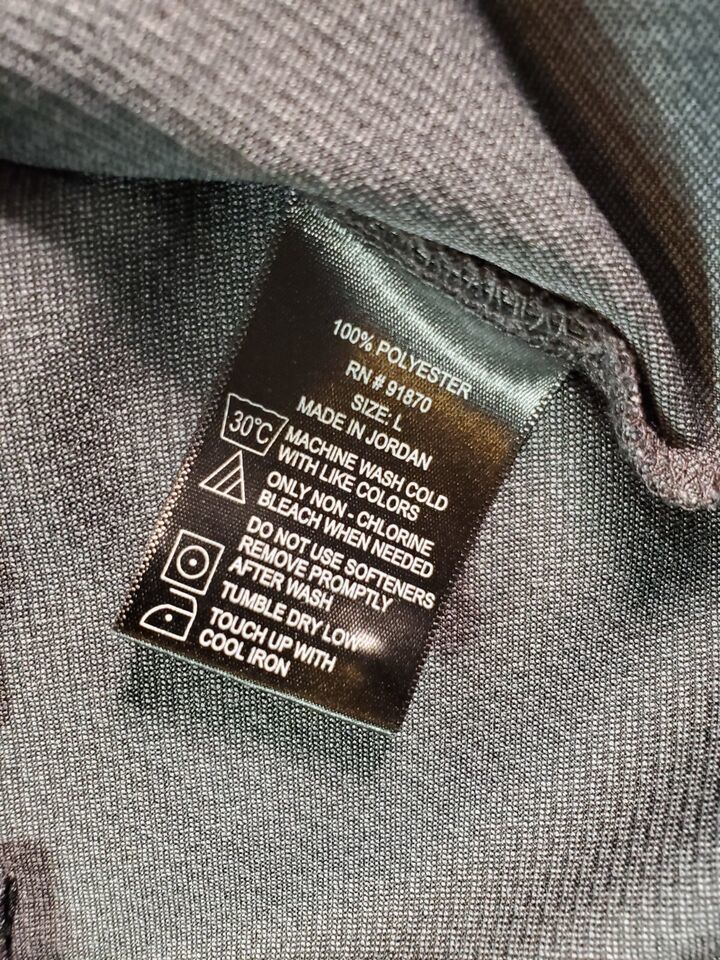 100% POLYESTER
RN # 91870
SIZE: L
MADE IN JORDAN
30°C
MACHINE WASH COLD
WITH LIKE COLORS
ONLY NON - CHLORINE
BLEACH WHEN NEEDED
DO NOT USE SOFTENERS
REMOVE PROMPTLY
AFTER WASH
TUMBLE DRY LOW
TOUCH UP WITH
COOL IRON